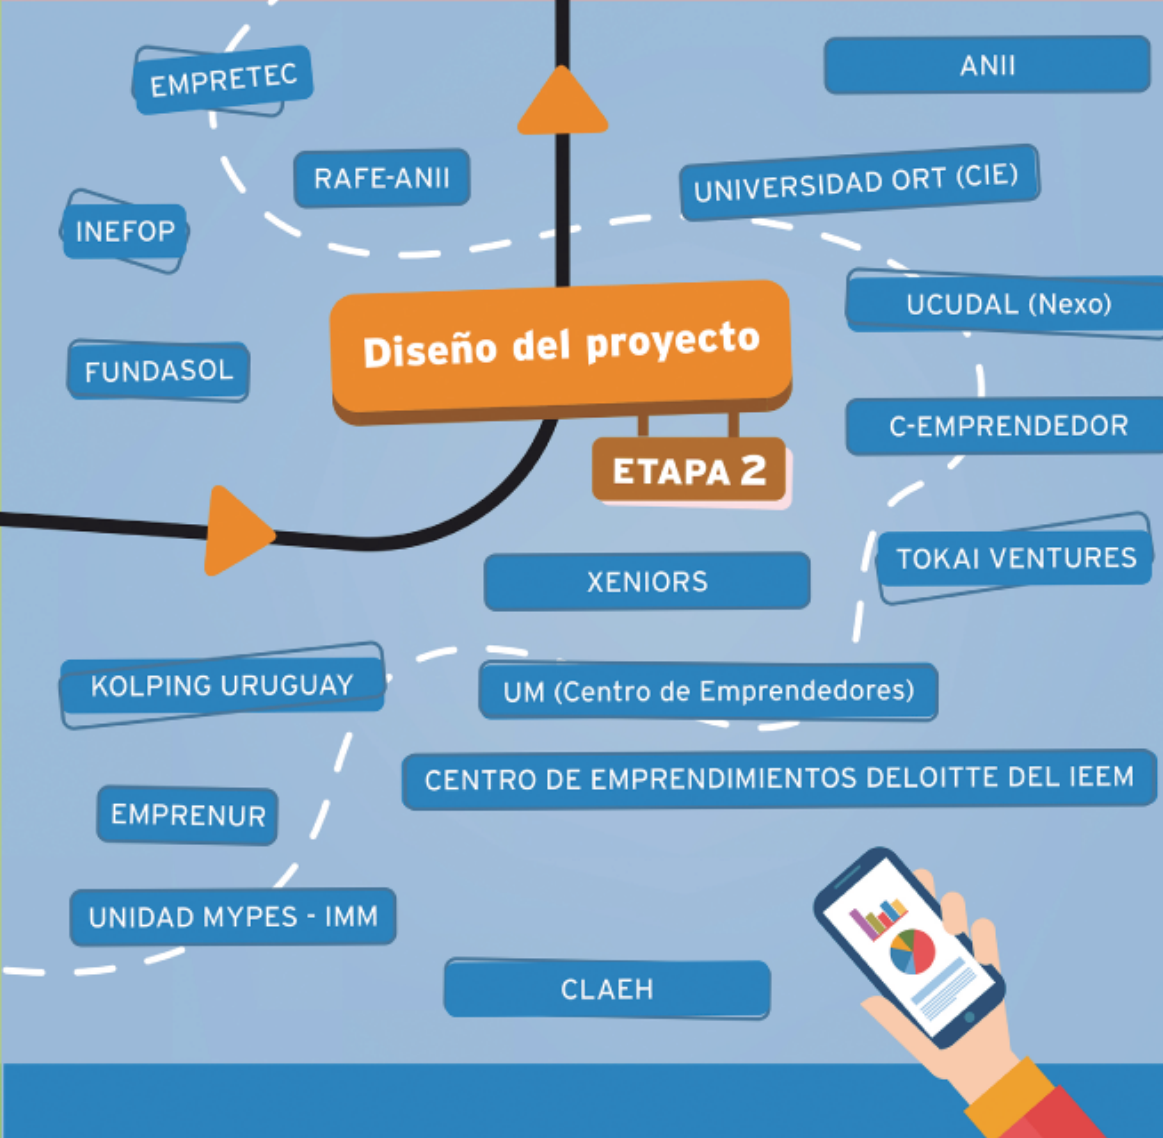 EMPRETEC
ANII
RAFE-ANII
UNIVERSIDAD ORT (CIE)
INEFOP
UCUDAL (Nexo)
Diseño del proyecto
FUNDASOL
C-EMPRENDEDOR
ETAPA 2
TOKAI VENTURES
XENIORS
KOLPING URUGUAY
UM (Centro de Emprendedores)
CENTRO DE EMPRENDIMIENTOS DELOITTE DEL IEEM
EMPRENUR
UNIDAD MYPES - IMM
CLAEH